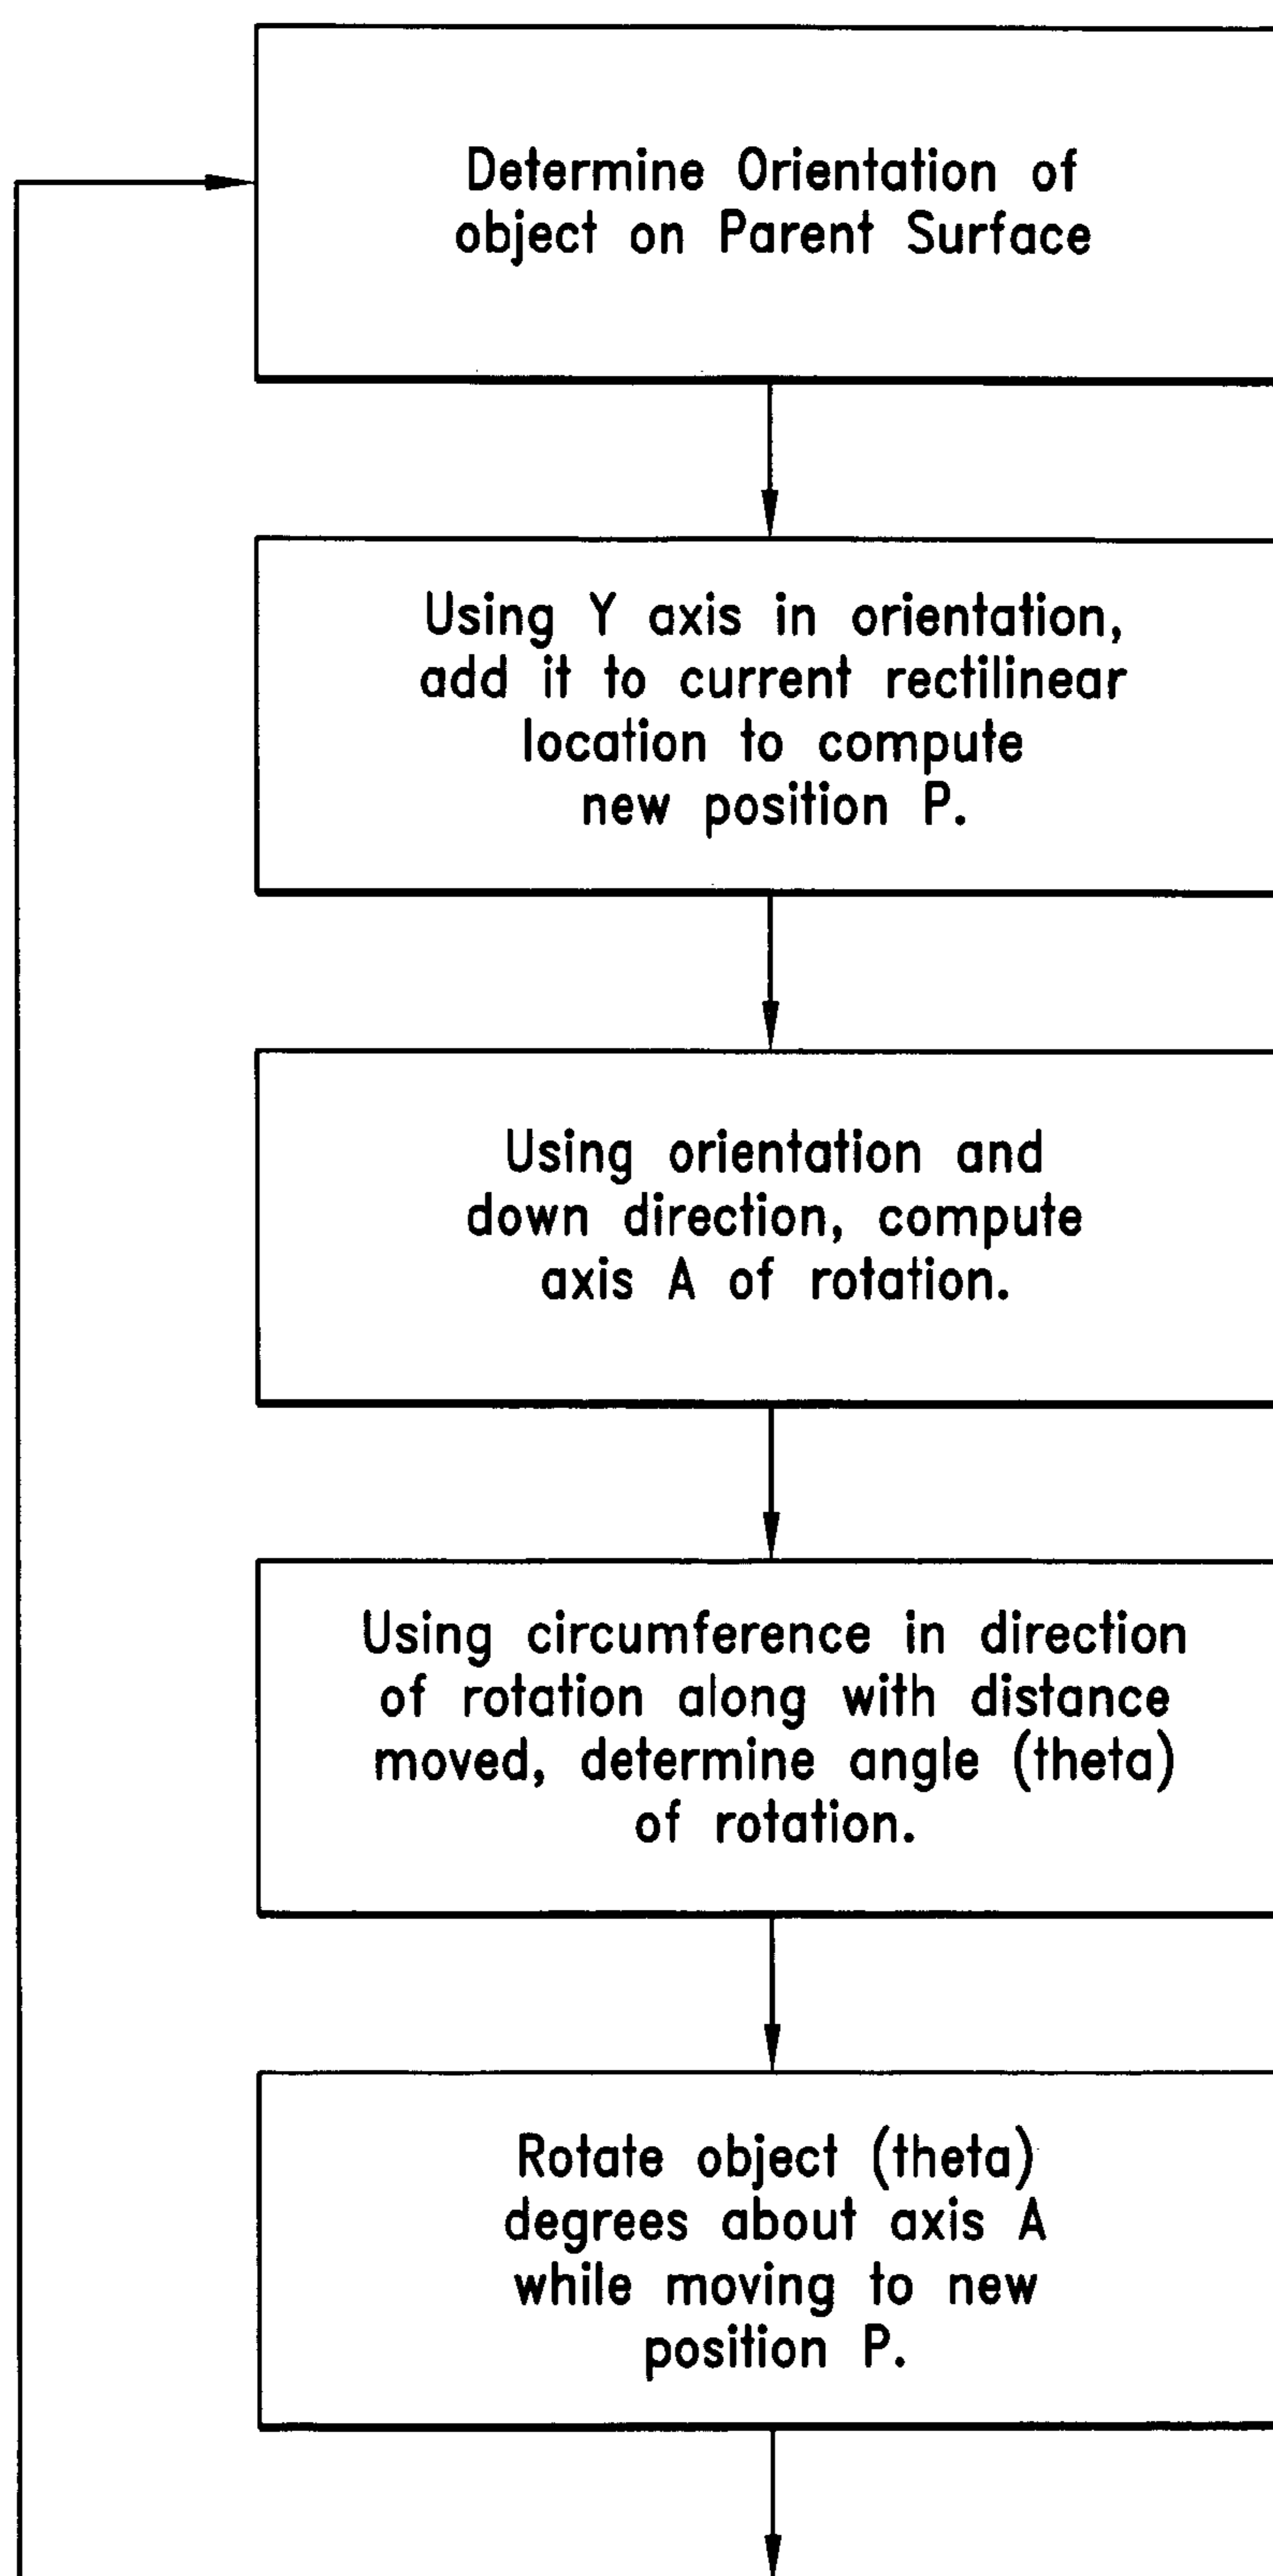 Determine Orientation of
object on Parent Surface
Using Y axis in orientation,
add it to current rectilinear
location to compute
new position P.
Using orientation and
down direction, compute
axis A of rotation.
Using circumference in direction
of rotation along with distance
moved, determine angle (theta)
of rotation.
Rotate object (theta)
degrees about axis A
while moving to new
position P.